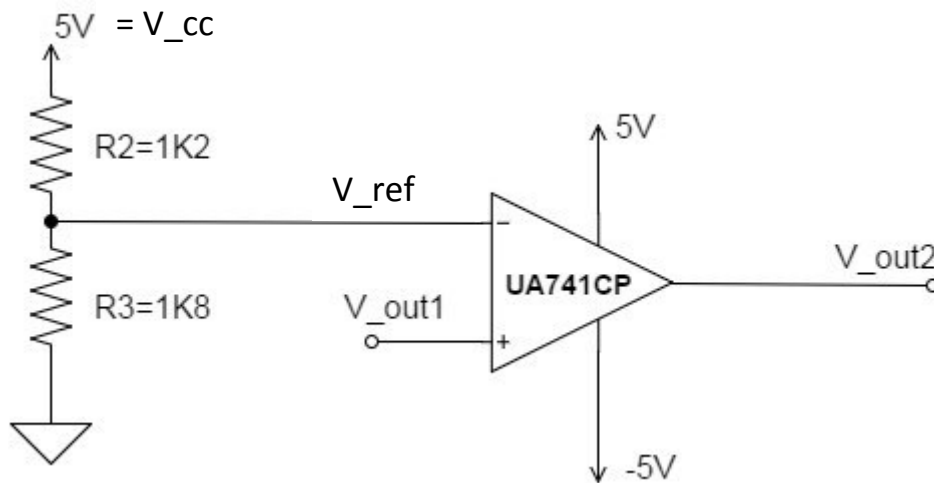 5V = V_cc
R2=1K2
5V
V_ref
−
V_out2
UA741CP
R3=1K8
V_out1
+
-5V